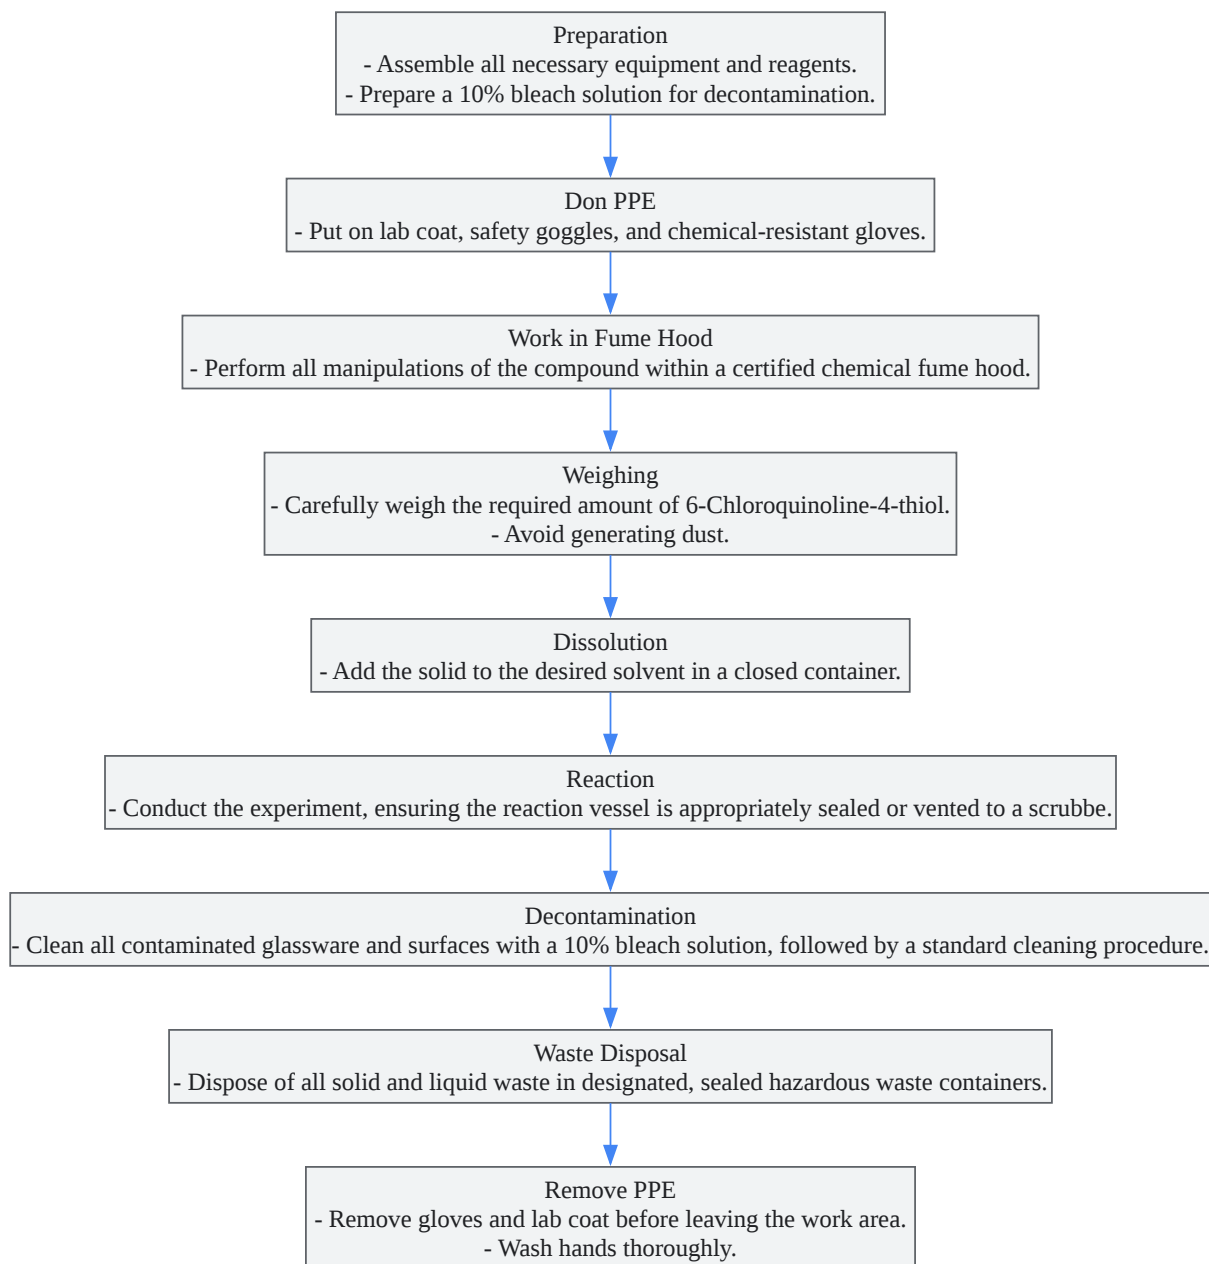 Preparation
- Assemble all necessary equipment and reagents.
- Prepare a 10% bleach solution for decontamination.
Don PPE
- Put on lab coat, safety goggles, and chemical-resistant gloves.
Work in Fume Hood
- Perform all manipulations of the compound within a certified chemical fume hood.
Weighing
- Carefully weigh the required amount of 6-Chloroquinoline-4-thiol.
- Avoid generating dust.
Dissolution
- Add the solid to the desired solvent in a closed container.
Reaction
- Conduct the experiment, ensuring the reaction vessel is appropriately sealed or vented to a scrubbe.
Decontamination
- Clean all contaminated glassware and surfaces with a 10% bleach solution, followed by a standard cleaning procedure.
Waste Disposal
- Dispose of all solid and liquid waste in designated, sealed hazardous waste containers.
Remove PPE
- Remove gloves and lab coat before leaving the work area.
- Wash hands thoroughly.